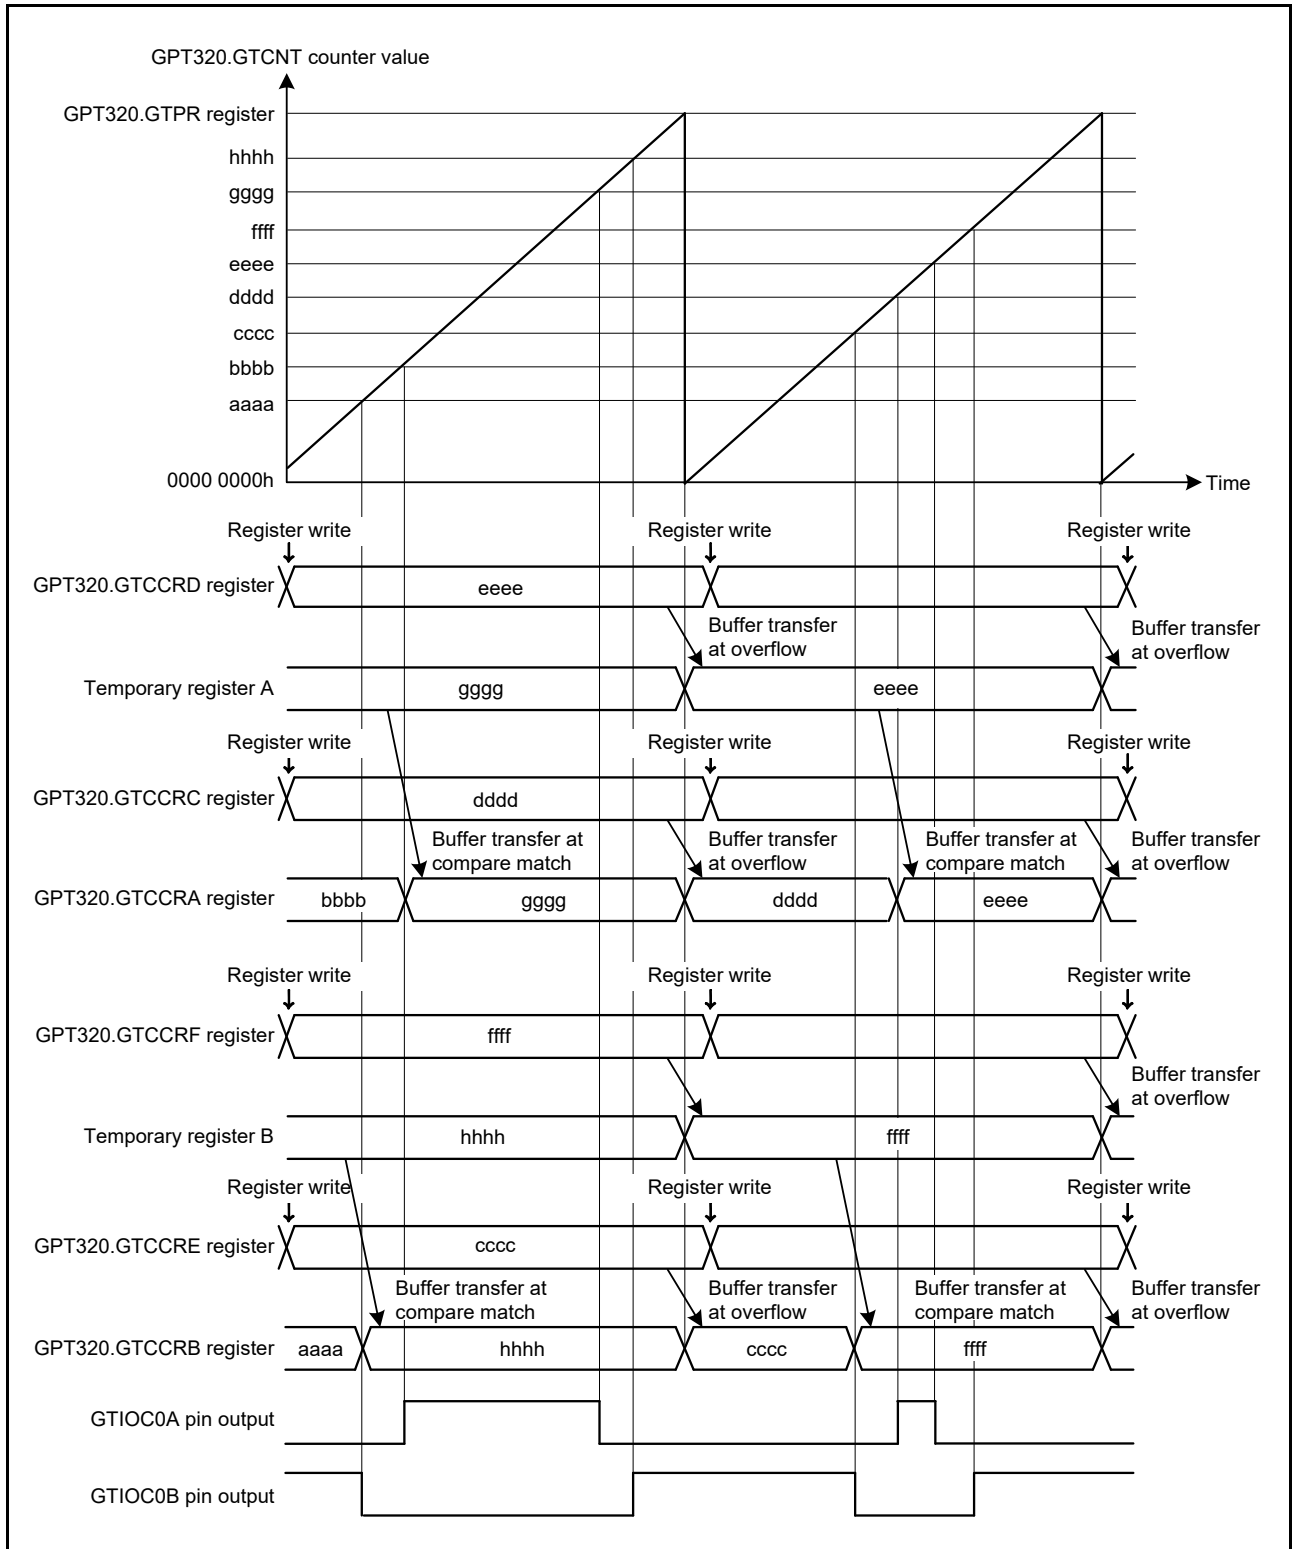 GPT320.GTCNT counter value
GPT320.GTPR register
hhhh
gggg
ffff
eeee
dddd
cccc
bbbb
aaaa
0000 0000h
Time
Register write Register write Register write
GPT320.GTCCRD register eeee
Buffer transfer
at overflow
Buffer transfer
at overflow
Temporary register A gggg eeee
Register write Register write Register write
GPT320.GTCCRC register dddd
Buffer transfer at
compare match
Buffer transfer
at overflow
Buffer transfer at
compare match
Buffer transfer
at overflow
GPT320.GTCCRA register bbbb gggg dddd eeee
Register write Register write Register write
GPT320.GTCCRF register ffff
Buffer transfer
at overflow
Temporary register B hhhh ffff
Register write Register write Register write
GPT320.GTCCRE register cccc
Buffer transfer at
compare match
Buffer transfer
at overflow
Buffer transfer at
compare match
Buffer transfer
at overflow
GPT320.GTCCRB register aaaa hhhh cccc ffff
GTIOC0A pin output
GTIOC0B pin output